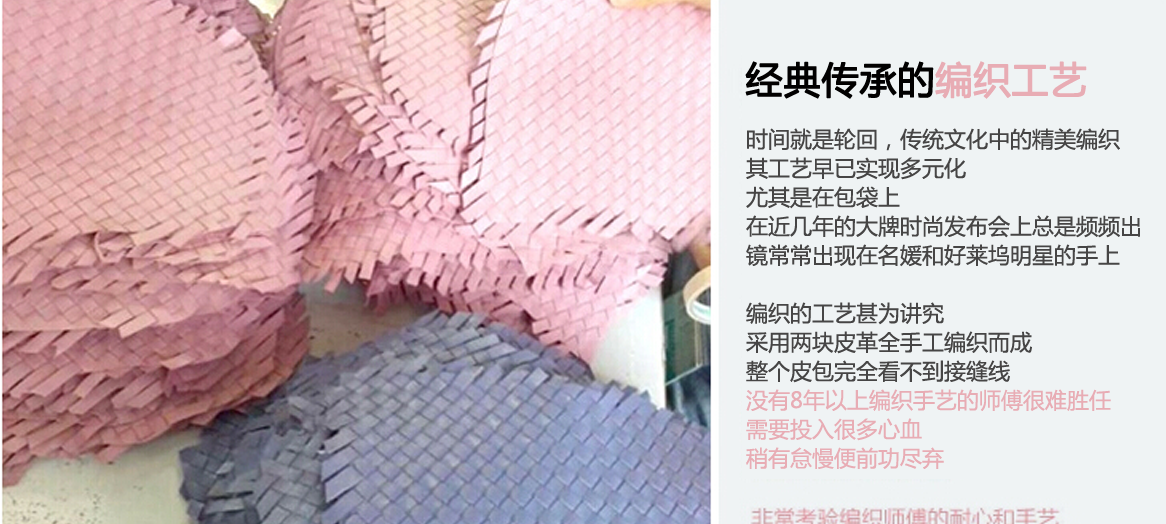 经典传承的编织工艺
时间就是轮回，传统文化中的精美编织
其工艺早已实现多元化
尤其是在包袋上
在近几年的大牌时尚发布会上总是频频出
镜常常出现在名媛和好莱坞明星的手上
编织的工艺甚为讲究
采用两块皮革全手工编织而成
整个皮包完全看不到接缝线
没有8年以上编织手艺的师傅很难胜任
需要投入很多心血
稍有怠慢便前功尽弃
非常考验编织师傅的耐心和手艺